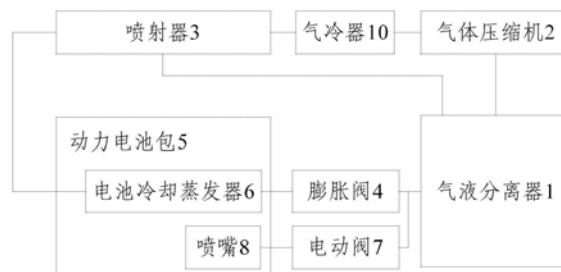 喷射器3
气冷器10
气体压缩机2
动力电池包5
电池冷却蒸发器6
膨胀阀4
气液分离器1
喷嘴8
电动阀7